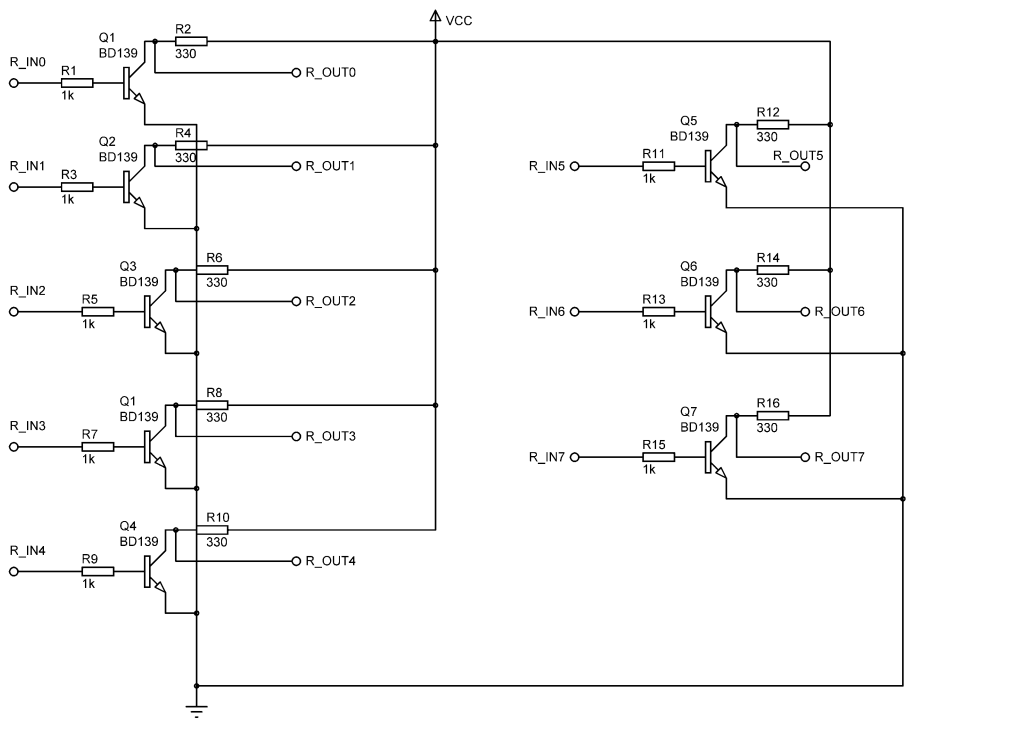 VCC
R_IN0
R1
1k
Q1
BD139
R2
330
R_OUT0
R_IN1
R3
1k
Q2
BD139
R4
330
R_OUT1
R_IN2
R5
1k
Q3
BD139
R6
330
R_OUT2
R_IN3
R7
1k
Q1
BD139
R8
330
R_OUT3
R_IN4
R9
1k
Q4
BD139
R10
330
R_OUT4
R_IN5
R11
1k
Q5
BD139
R12
330
R_OUT5
R_IN6
R13
1k
Q6
BD139
R14
330
R_OUT6
R_IN7
R15
1k
Q7
BD139
R16
330
R_OUT7